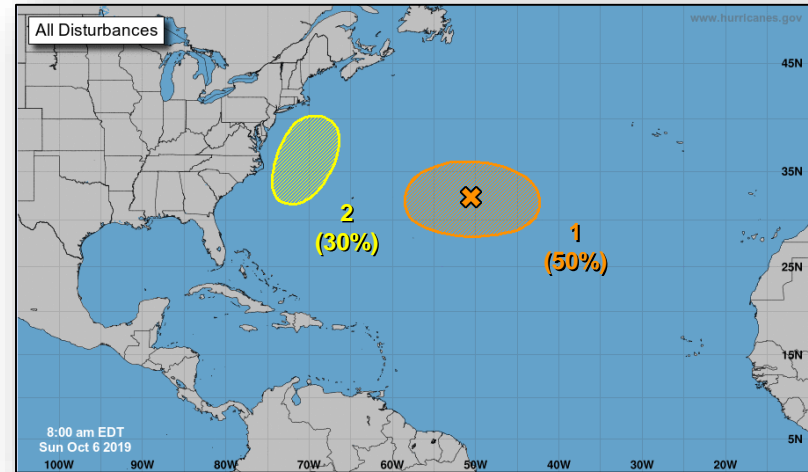 All Disturbances
www.hurricanes.gov
45N
35N
2
(30%)
1
(50%)
25N
15N
8:00 am EDT
Sun Oct 6 2019
5N
100W 90W 80W 70W 60W 50W 40W 30W 20W